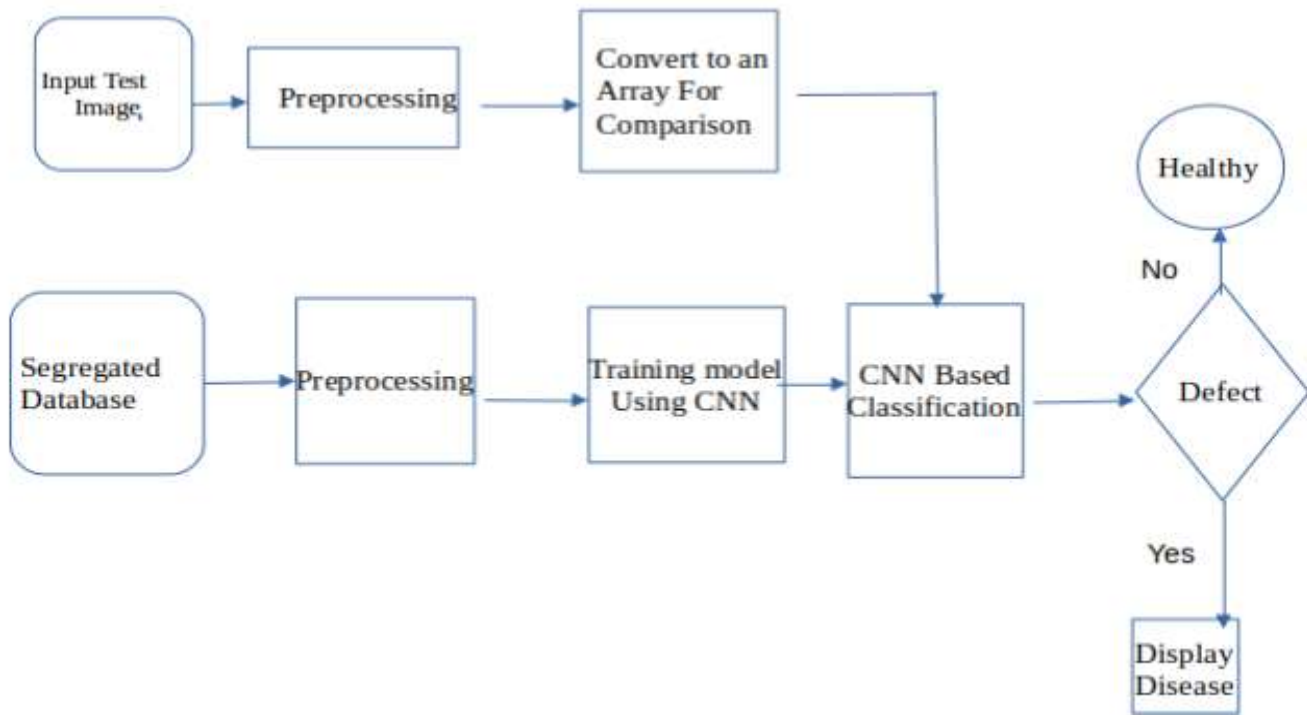 Input Test
Image,
Preprocessing
Convert to an
Array For
Comparison
Healthy
No
Segregated
Database
Preprocessing
Training model
Using CNN
CNN Based
Classification
Defect
Yes
Display
Disease